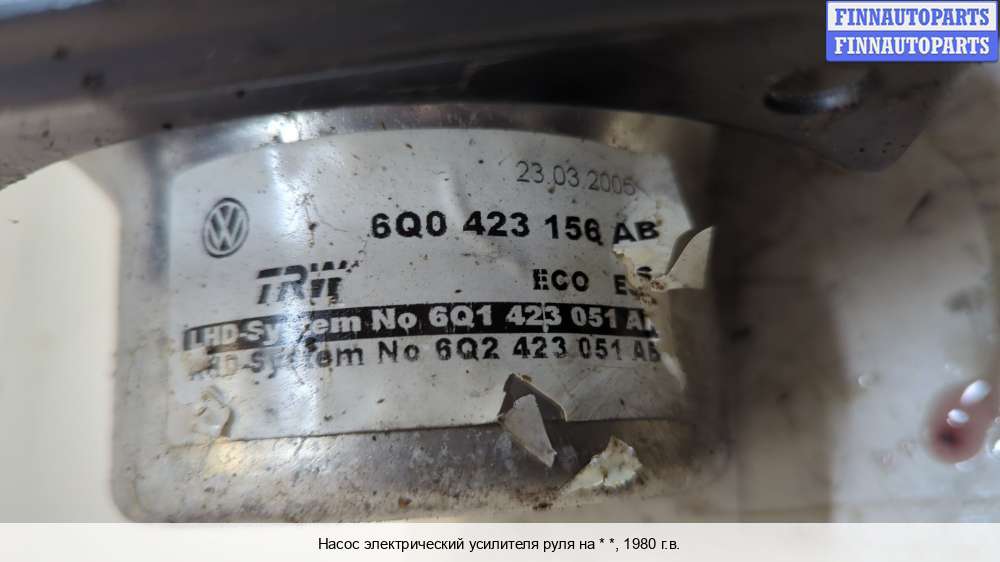 FINNAUTOPARTS
FINNAUTOPARTS
23.03.2005
6Q0 423 156 AB
TRW ECO
LHD-System No 6Q1 423 051
-System No 6Q2 423 051 AB
Насос электрический усилителя руля на * *, 1980 г.в.